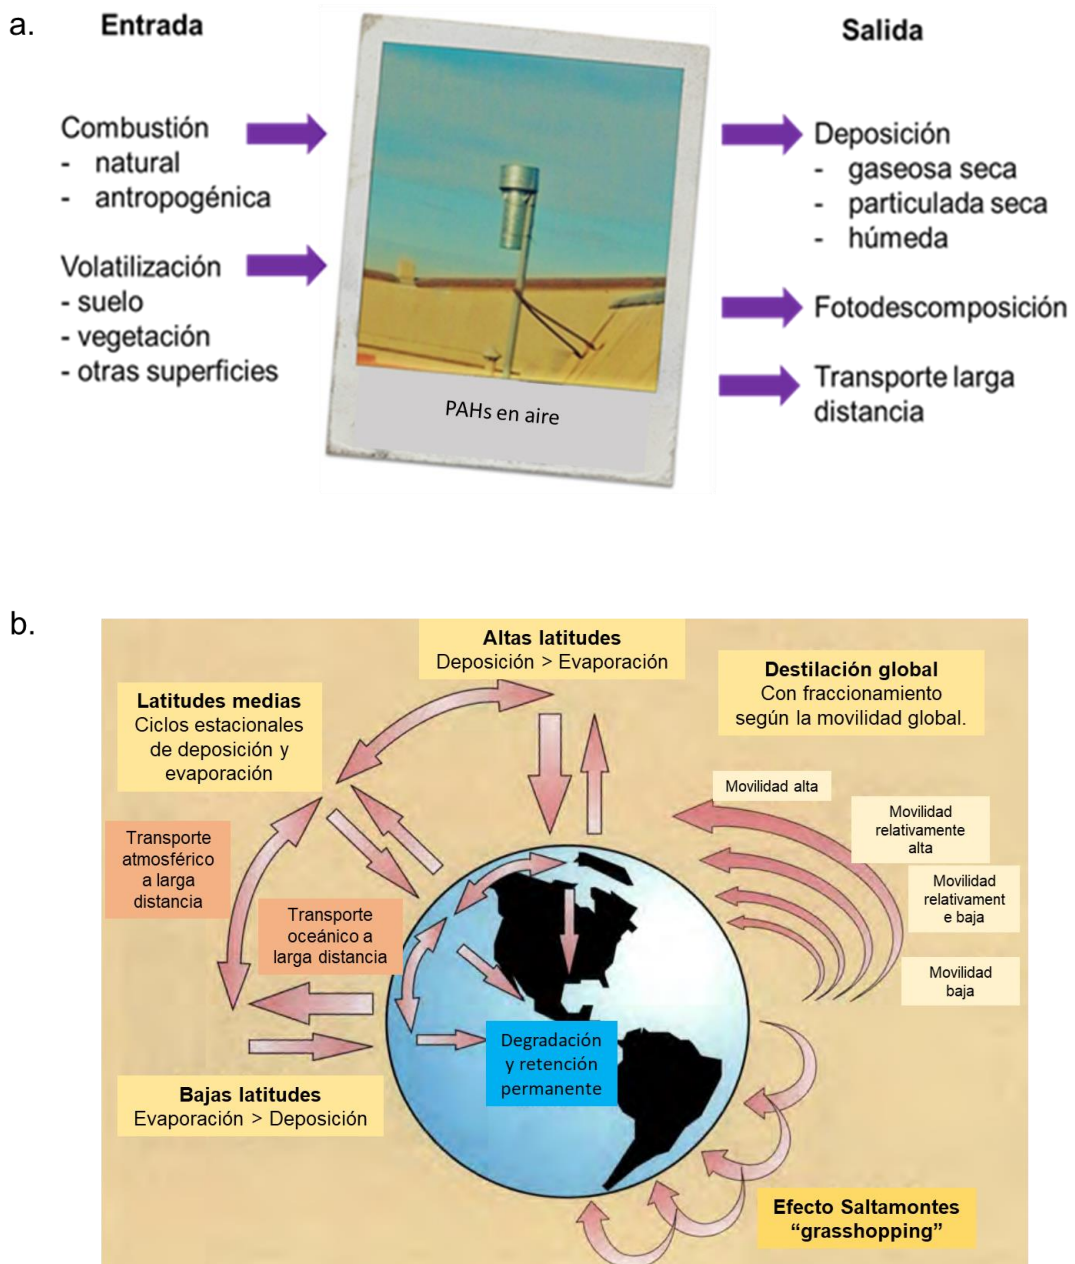 a.
Entrada
Salida
Combustión
- natural
- antropogénica
Volatilización
- suelo
- vegetación
- otras superficies
PAHs en aire
Deposición
- gaseosa seca
- particulada seca
- húmeda
Fotodescomposición
Transporte larga
distancia
b.
Altas latitudes
Deposición > Evaporación
Destilación global
Con fraccionamiento
según la movilidad global.
Latitudes medias
Ciclos estacionales
de deposición y
evaporación
Movilidad alta
Movilidad
relativamente
alta
Movilidad
relativament
e baja
Movilidad
baja
Transporte
atmosférico
a larga
distancia
Transporte
oceánico a
larga distancia
Degradación
y retención
permanente
Bajas latitudes
Evaporación > Deposición
Efecto Saltamontes
“grasshopping”